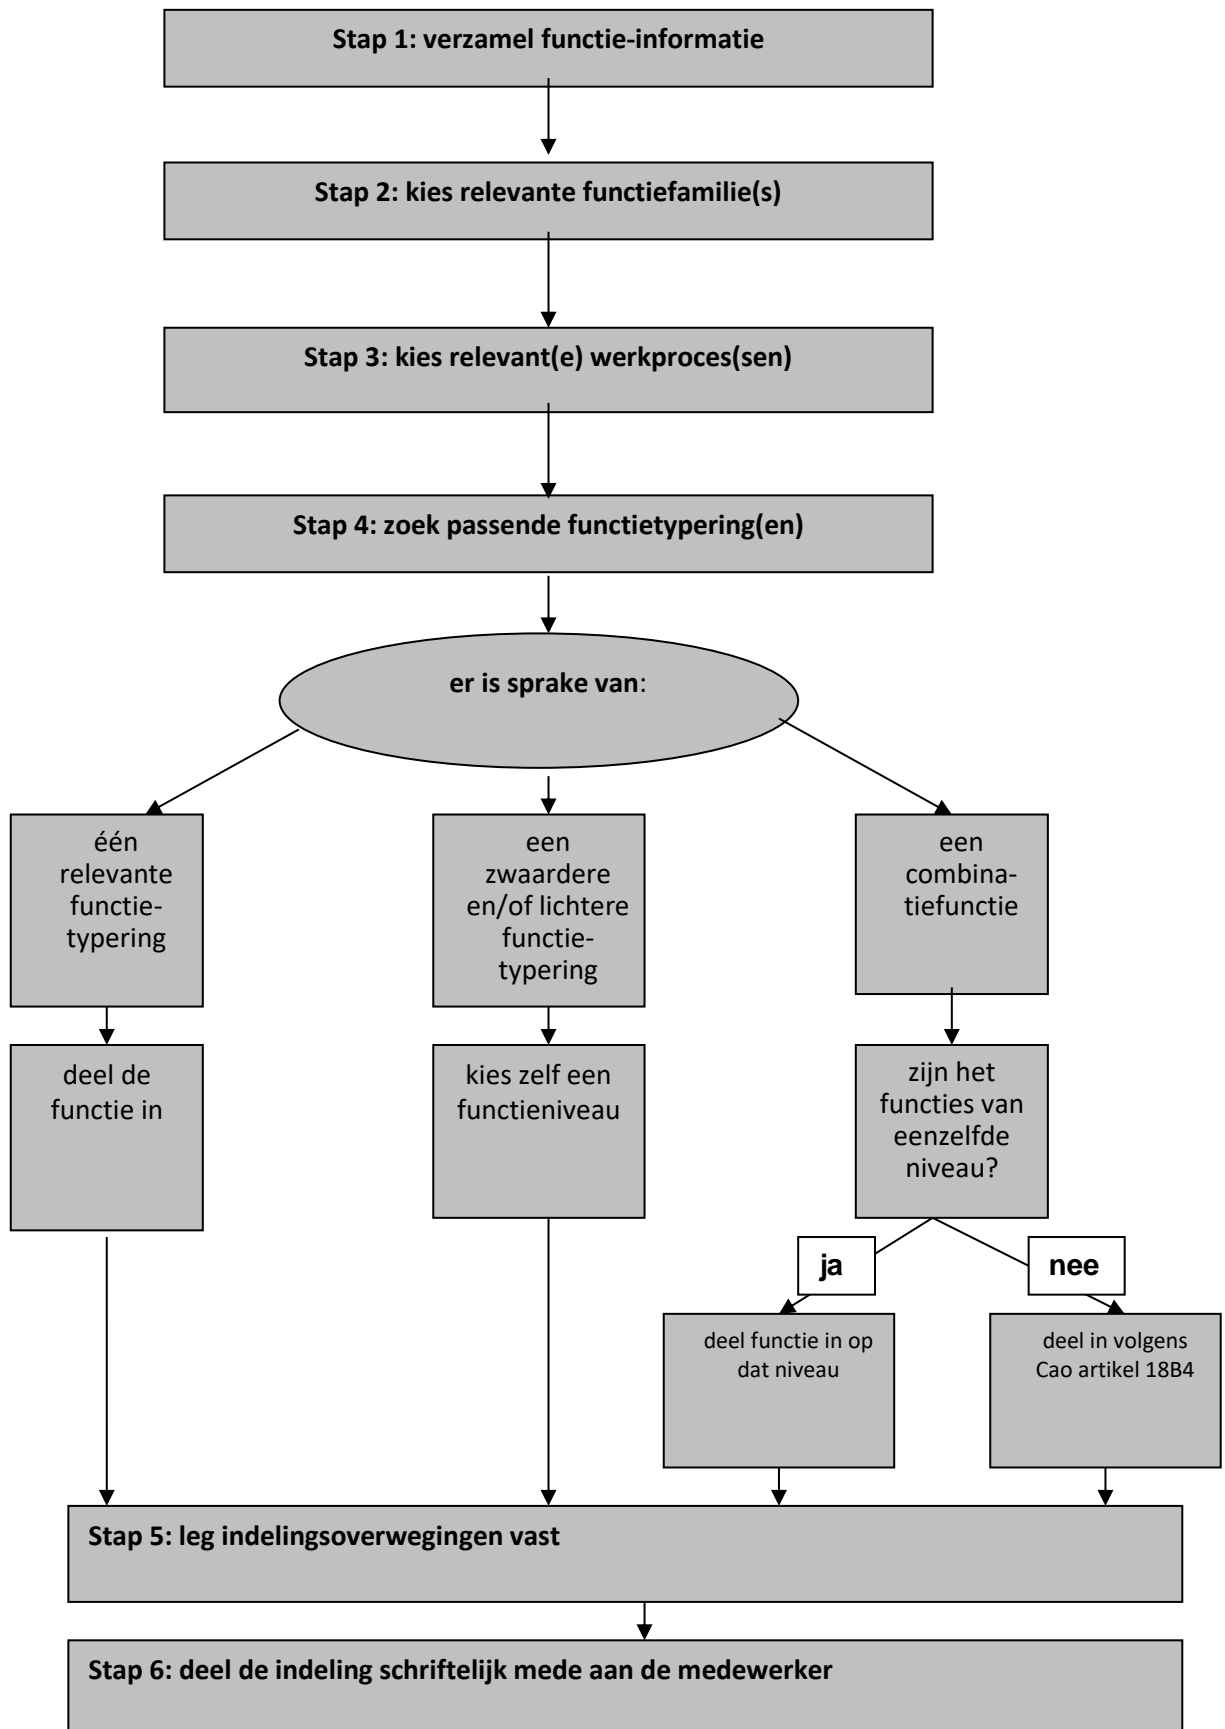 Stap 1: verzamel functie-informatie
Stap 2: kies relevante functiefamilie(s)
Stap 3: kies relevant(e) werkproces(sen)
Stap 4: zoek passende functietypering(en)
er is sprake van:
één
relevante
functie-
typering
een
zwaardere
en/of lichtere
functie-
typering
een
combina-
tiefunctie
deel de
functie in
kies zelf een
functieniveau
zijn het
functies van
eenzelfde
niveau?
ja
nee
deel functie in op
dat niveau
deel in volgens
Cao artikel 18B4
Stap 5: leg indelingsoverwegingen vast
Stap 6: deel de indeling schriftelijk mede aan de medewerker